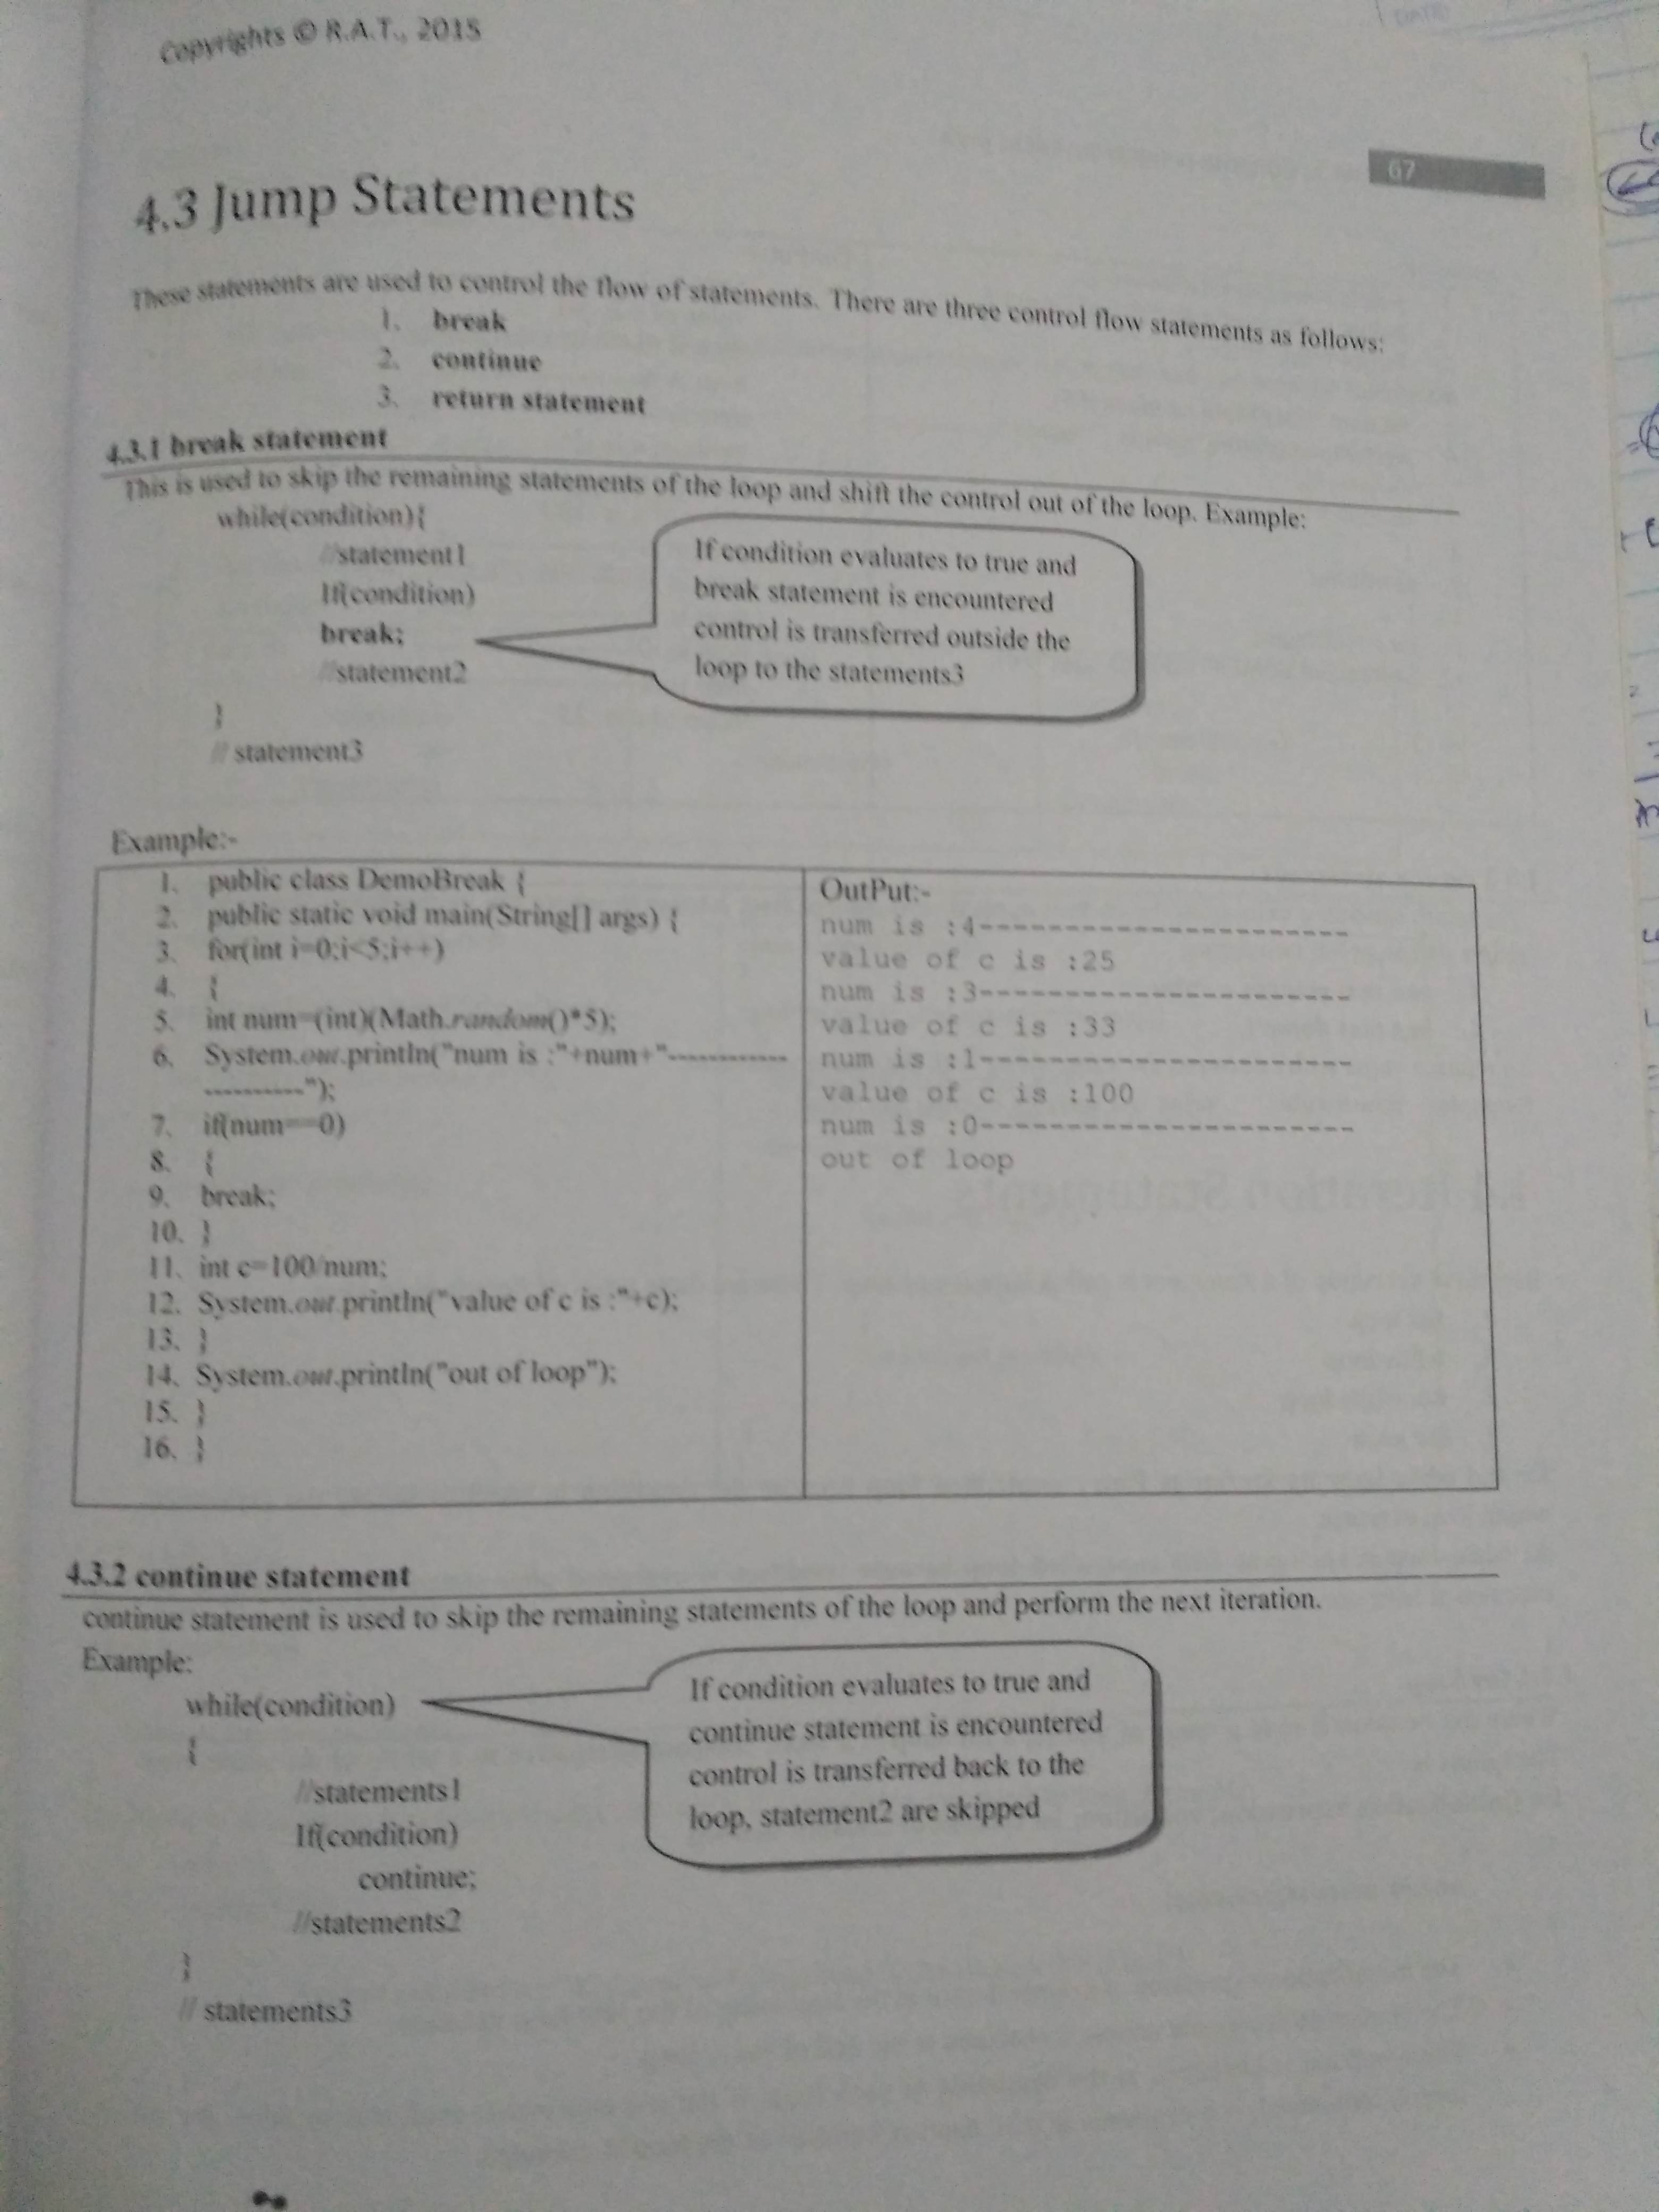 Copyrights © R.A.T., 2015
67
4.3 Jump Statements
These statements are used to control the flow of statements. There are three control flow statements as follows:
1. break
2. continue
3. return statement
4.3.1 break statement
This is used to skip the remaining statements of the loop and shift the control out of the loop. Example:
while(condition){
//statement1
If(condition)
break;
//statement2
}
// statement3
If condition evaluates to true and
break statement is encountered
control is transferred outside the
loop to the statements3
Example:-
1. public class DemoBreak {
2. public static void main(String[] args) {
3. for(int i=0;i<5;i++)
4. {
5. int num=(int)(Math.random()*5);
6. System.out.println("num is :"+num+"------------
----------");
7. if(num==0)
8. {
9. break;
10. }
11. int c=100/num;
12. System.out.println("value of c is :"+c);
13. }
14. System.out.println("out of loop");
15. }
16. }
OutPut:-
num is :4----------------------
value of c is :25
num is :3----------------------
value of c is :33
num is :1----------------------
value of c is :100
num is :0----------------------
out of loop
4.3.2 continue statement
continue statement is used to skip the remaining statements of the loop and perform the next iteration.
Example:
while(condition)
{
//statements1
If(condition)
continue;
//statements2
}
// statements3
If condition evaluates to true and
continue statement is encountered
control is transferred back to the
loop, statement2 are skipped